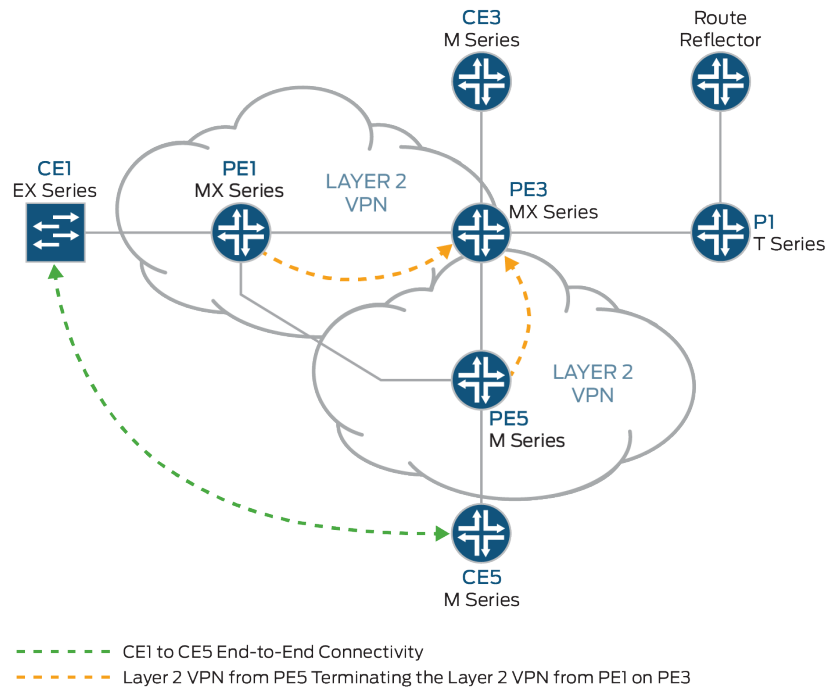 CE3
M Series
Route
Reflector
CE1
EX Series
PE1
MX Series
LAYER 2
VPN
PE3
MX Series
P1
T Series
LAYER 2
VPN
PE5
M Series
CE5
M Series
CE1 to CE5 End-to-End Connectivity
Layer 2 VPN from PE5 Terminating the Layer 2 VPN from PE1 on PE3